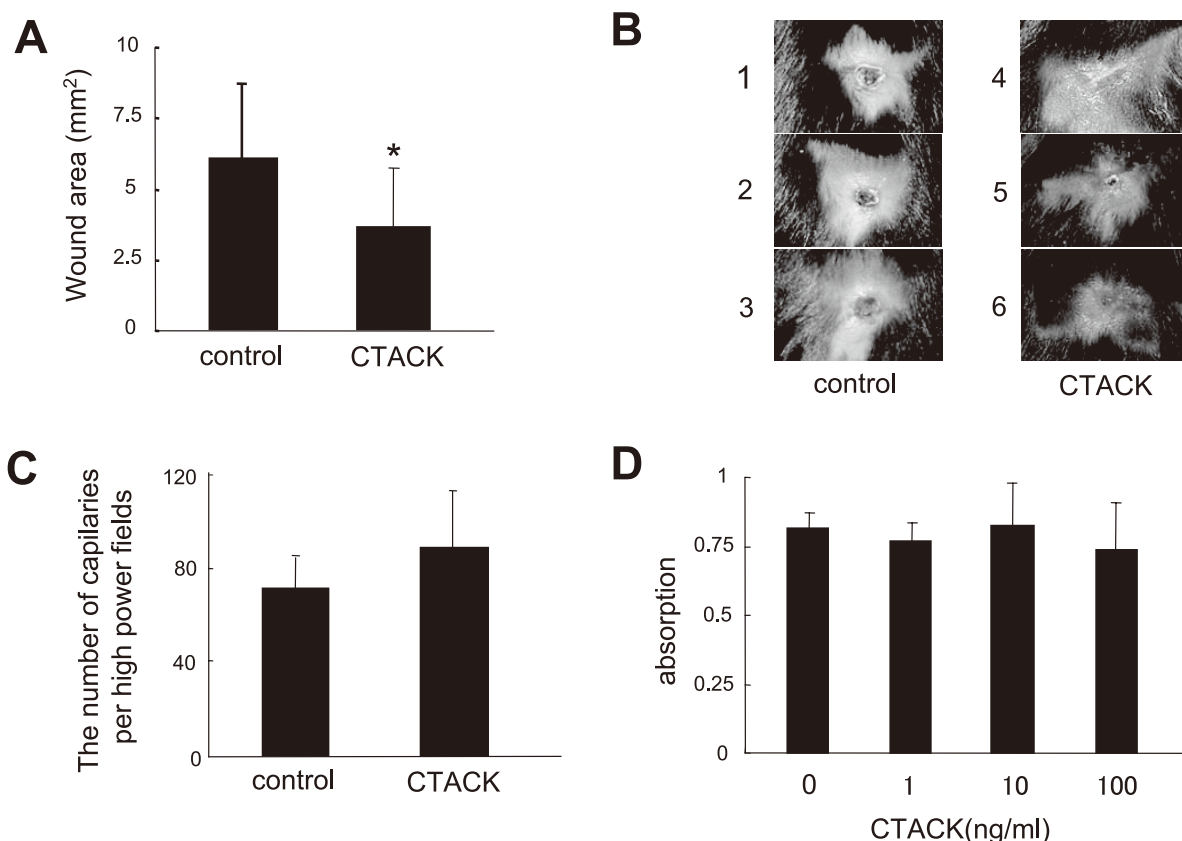 A
10
7.5
5
2.5
0
Wound area (mm²)
*
control
CTACK
B
1
2
3
control
4
5
6
CTACK
C
120
80
40
0
The number of capilaries
per high power fields
control
CTACK
D
1
0.75
0.5
0.25
0
absorption
0
1
10
100
CTACK(ng/ml)